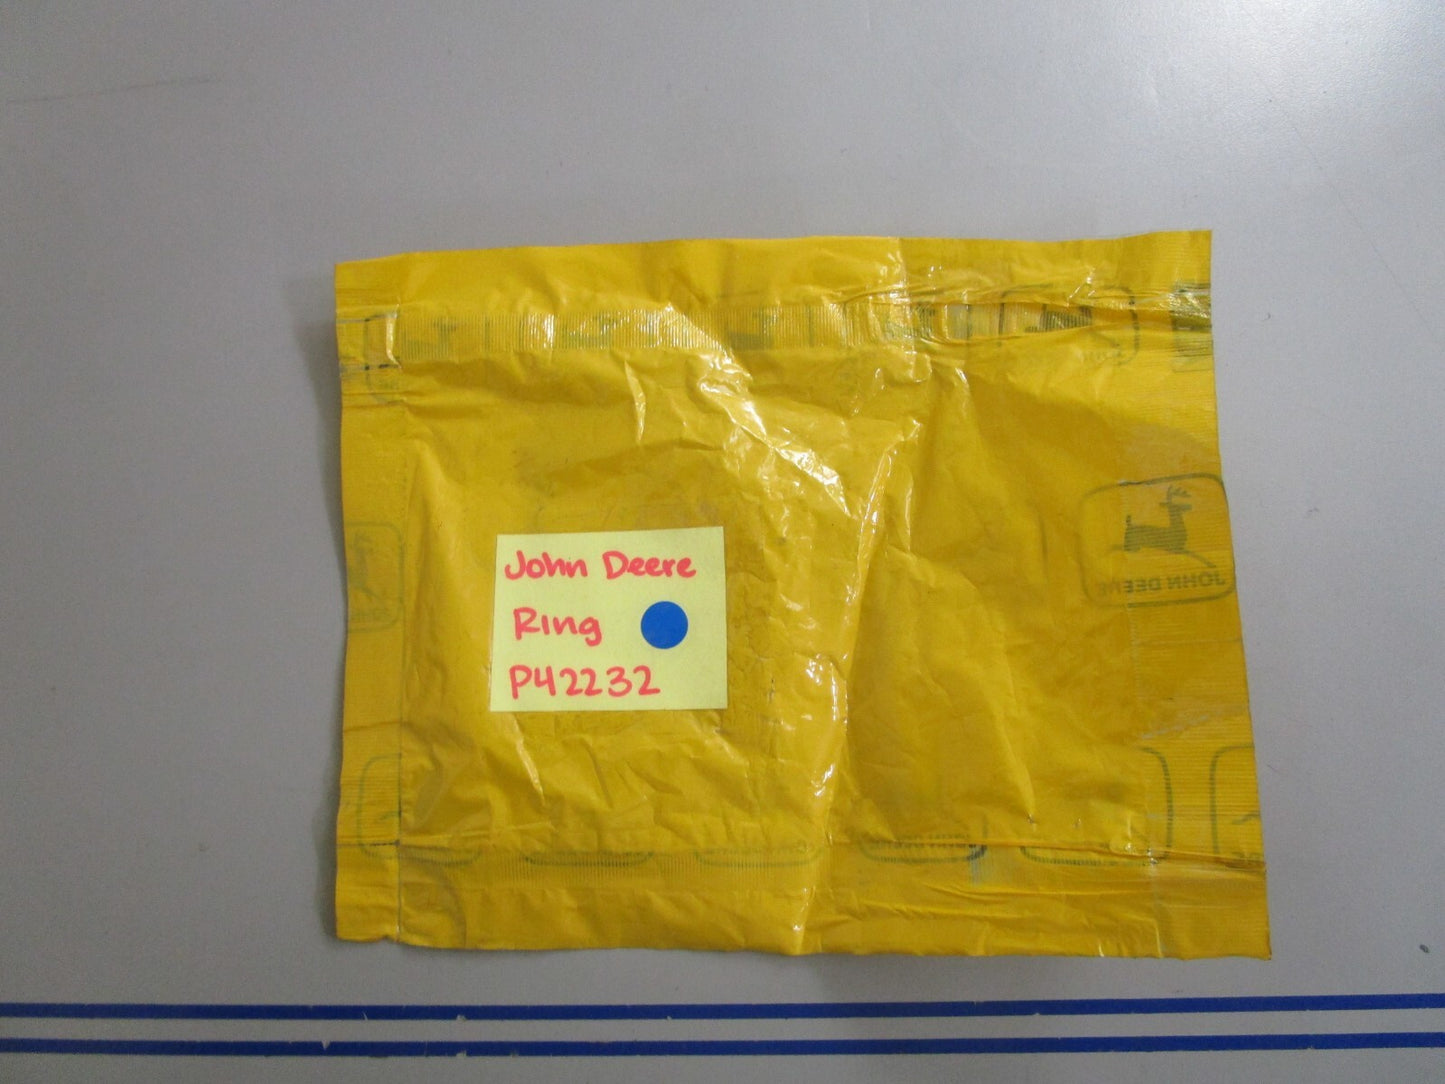 John Deere
Ring
P42232
JOHN DEERE